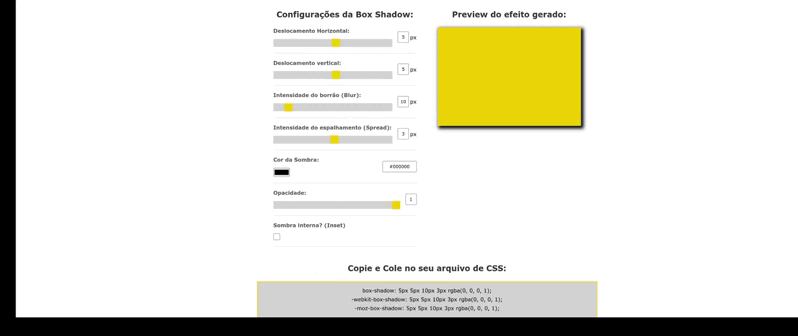 Configurações da Box Shadow:
Deslocamento Horizontal:
5 px
Deslocamento vertical:
5 px
Intensidade do borrão (Blur):
10 px
Intensidade do espalhamento (Spread):
3 px
Cor da Sombra:
#000000
Opacidade:
1
Sombra interna? (Inset)
Preview do efeito gerado:
Copie e Cole no seu arquivo de CSS:
box-shadow: 5px 5px 10px 3px rgba(0, 0, 0, 1);
-webkit-box-shadow: 5px 5px 10px 3px rgba(0, 0, 0, 1);
-moz-box-shadow: 5px 5px 10px 3px rgba(0, 0, 0, 1);